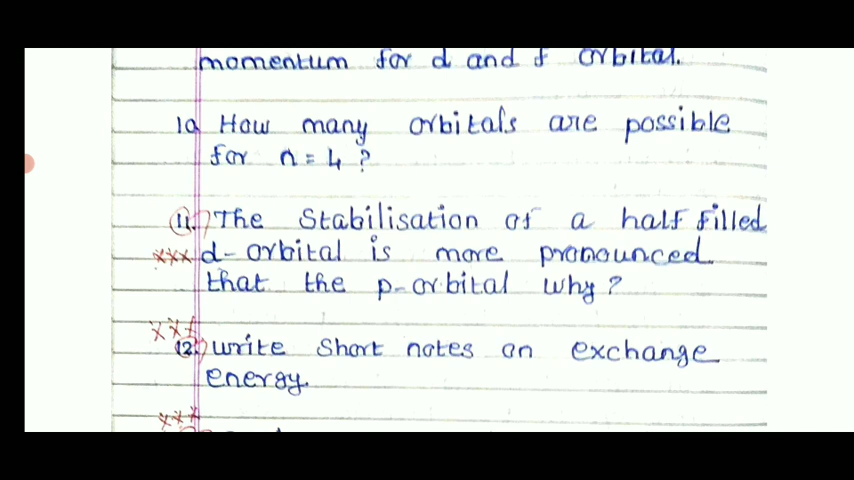 momentum for d and f orbital.
10 How many orbitals are possible
for n = 4 ?
11. The Stabilisation of a half filled
xxx d- orbital is more pronounced
that the p-orbital why ?
xxx
12. write short notes on exchange
energy.
xxx